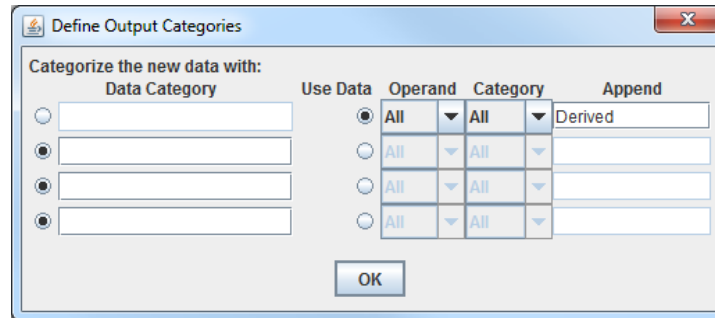 Define Output Categories
Categorize the new data with:
Data Category Use Data Operand Category Append
All All Derived
All All
All All
All All
OK